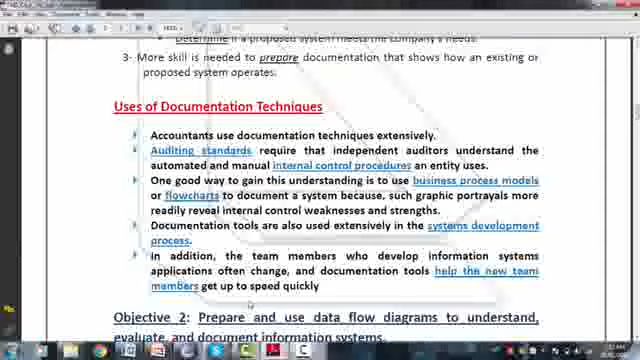 Determine if a proposed system meets the company's needs.
3- More skill is needed to prepare documentation that shows how an existing or
proposed system operates.
Uses of Documentation Techniques
Accountants use documentation techniques extensively.
Auditing standards require that independent auditors understand the
automated and manual internal control procedures an entity uses.
One good way to gain this understanding is to use business process models
or flowcharts to document a system because, such graphic portrayals more
readily reveal internal control weaknesses and strengths.
Documentation tools are also used extensively in the systems development
process.
In addition, the team members who develop information systems
applications often change, and documentation tools help the new team
members get up to speed quickly
Objective 2: Prepare and use data flow diagrams to understand,
evaluate, and document information systems.